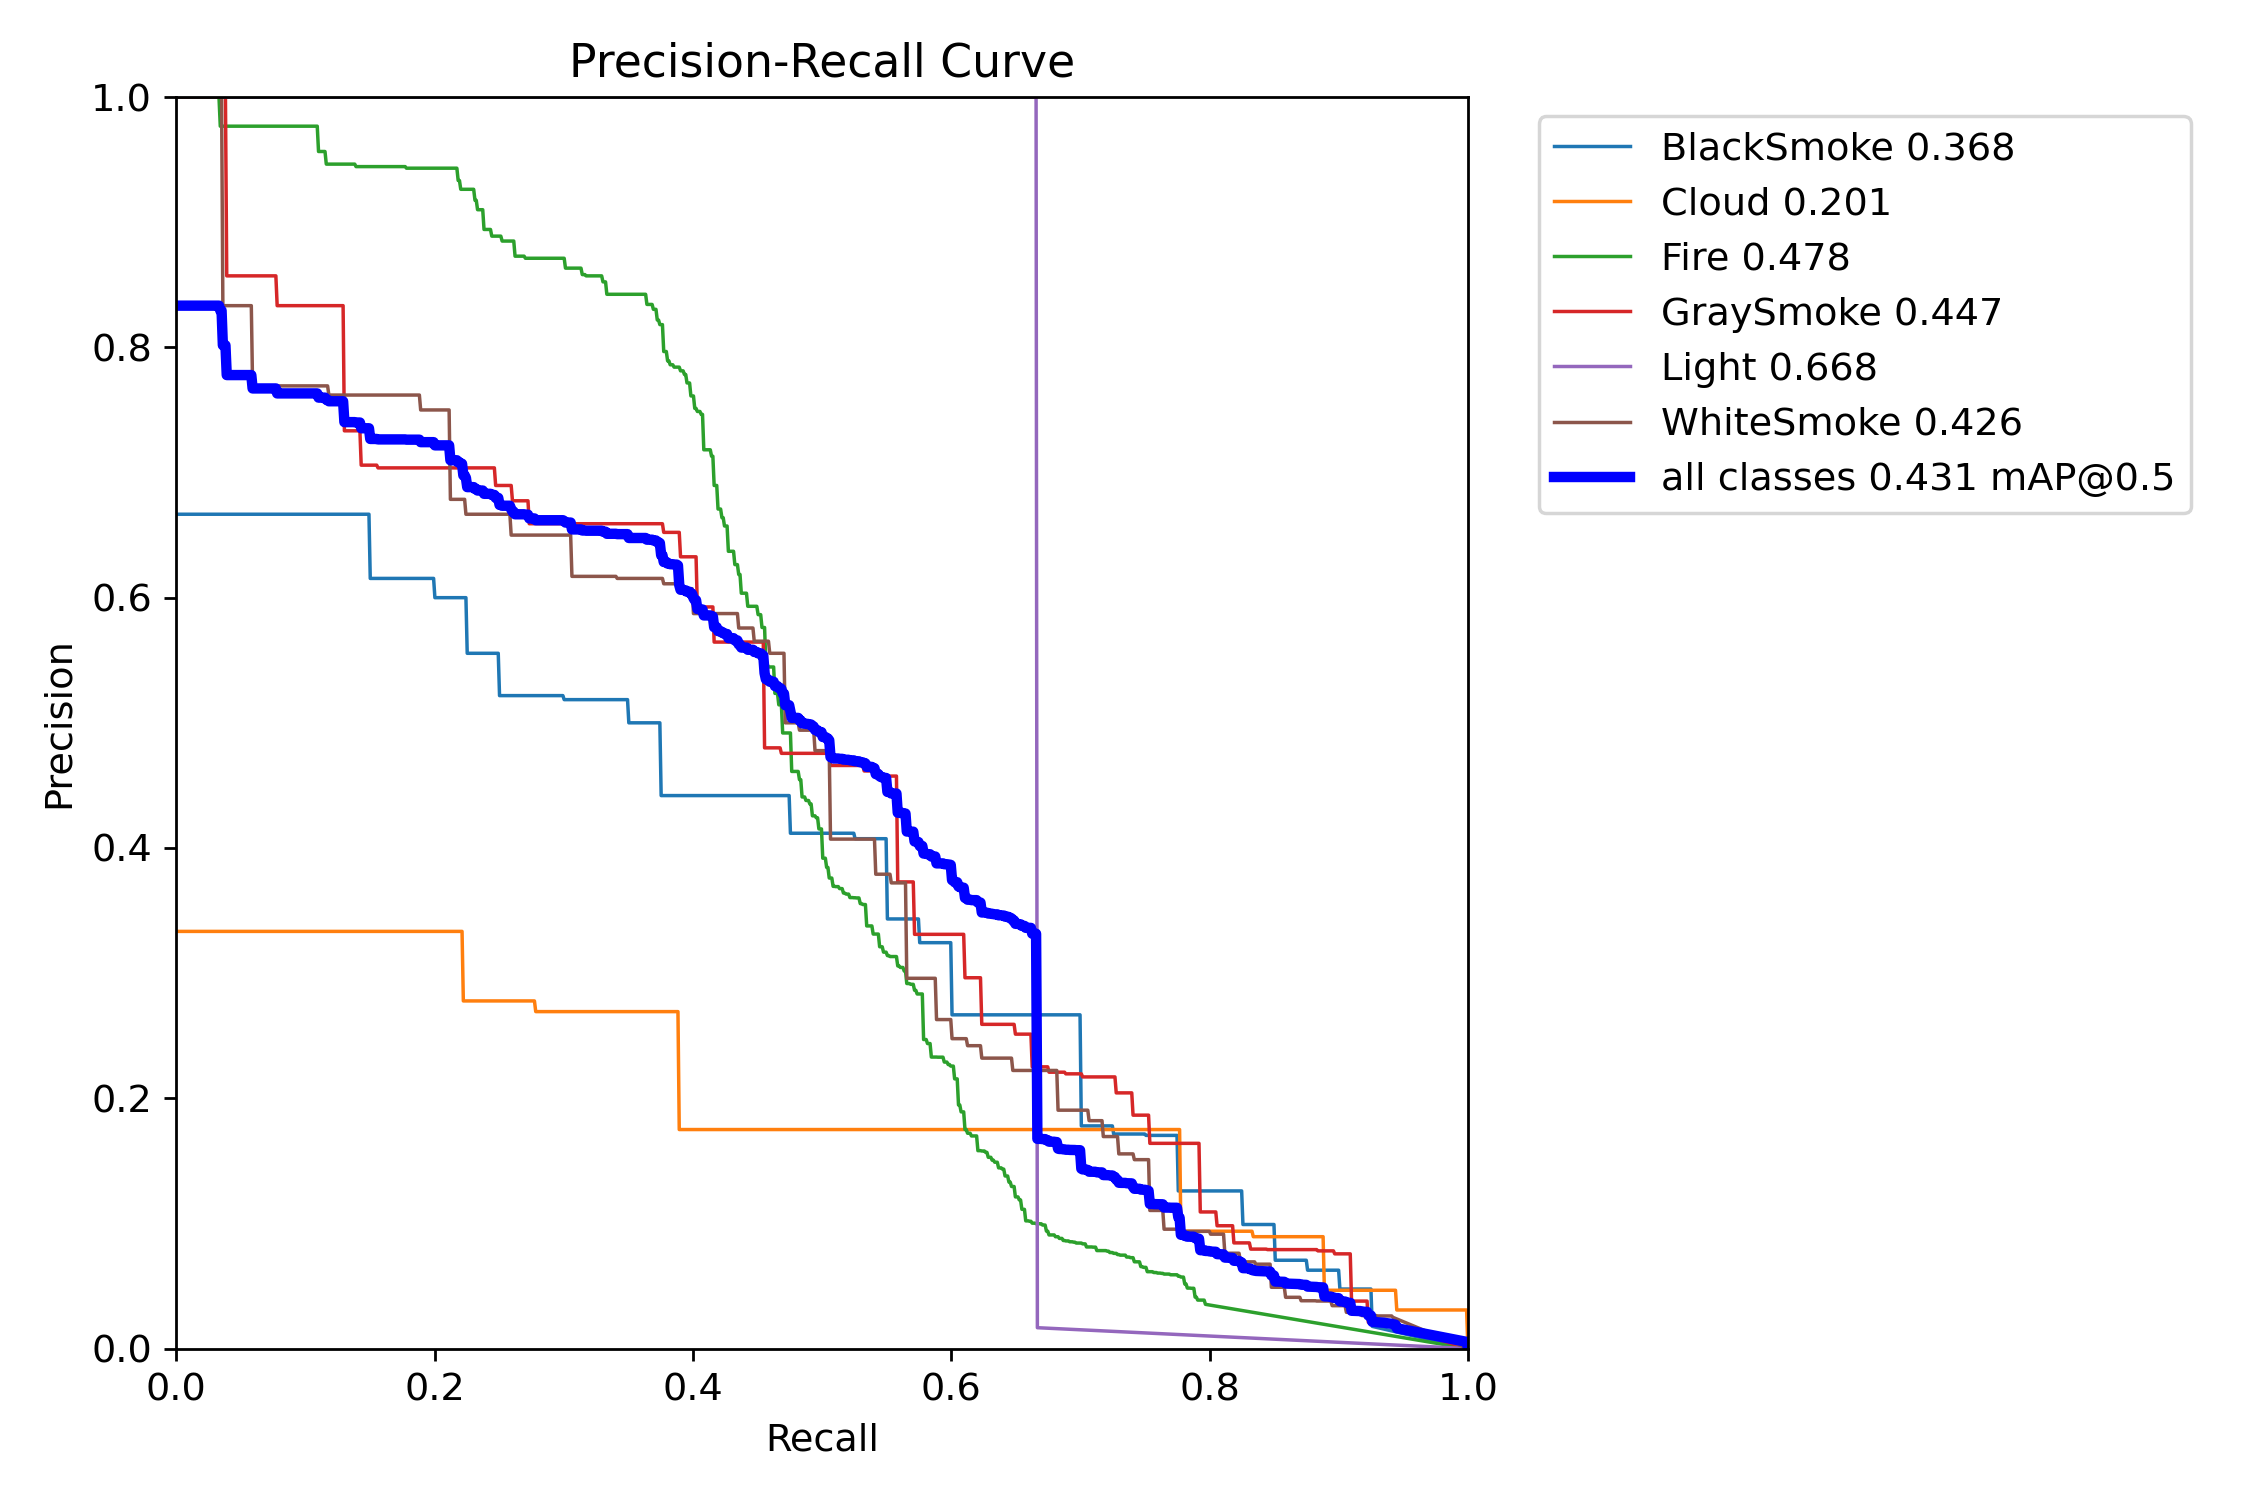 Precision-Recall Curve
1.0
0.8
0.6
0.4
0.2
0.0
Precision
0.0 0.2 0.4 0.6 0.8 1.0
Recall
BlackSmoke 0.368
Cloud 0.201
Fire 0.478
GraySmoke 0.447
Light 0.668
WhiteSmoke 0.426
all classes 0.431 mAP@0.5